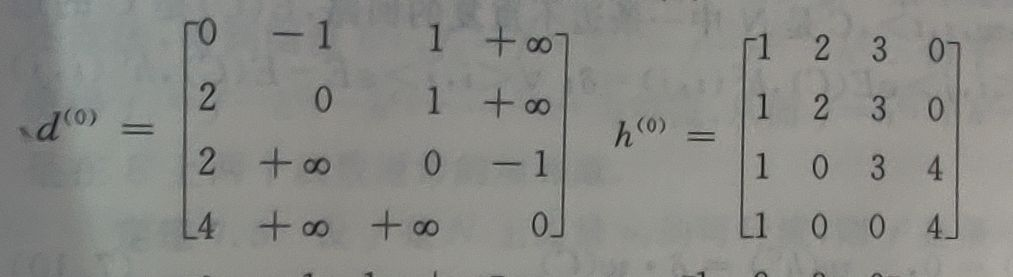 d⁽⁰⁾ = [0 −1 1 +∞
2 0 1 +∞
2 +∞ 0 −1
4 +∞ +∞ 0]
h⁽⁰⁾ = [1 2 3 0
1 2 3 0
1 0 3 4
1 0 0 4]